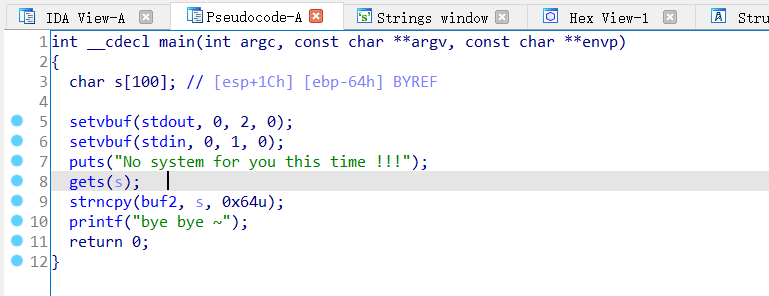 IDA View-A Pseudocode-A Strings window Hex View-1 Stru
1 int __cdecl main(int argc, const char **argv, const char **envp)
2 {
3 char s[100]; // [esp+1Ch] [ebp-64h] BYREF
4
5 setvbuf(stdout, 0, 2, 0);
6 setvbuf(stdin, 0, 1, 0);
7 puts("No system for you this time !!!");
8 gets(s);
9 strncpy(buf2, s, 0x64u);
10 printf("bye bye ~");
11 return 0;
12 }